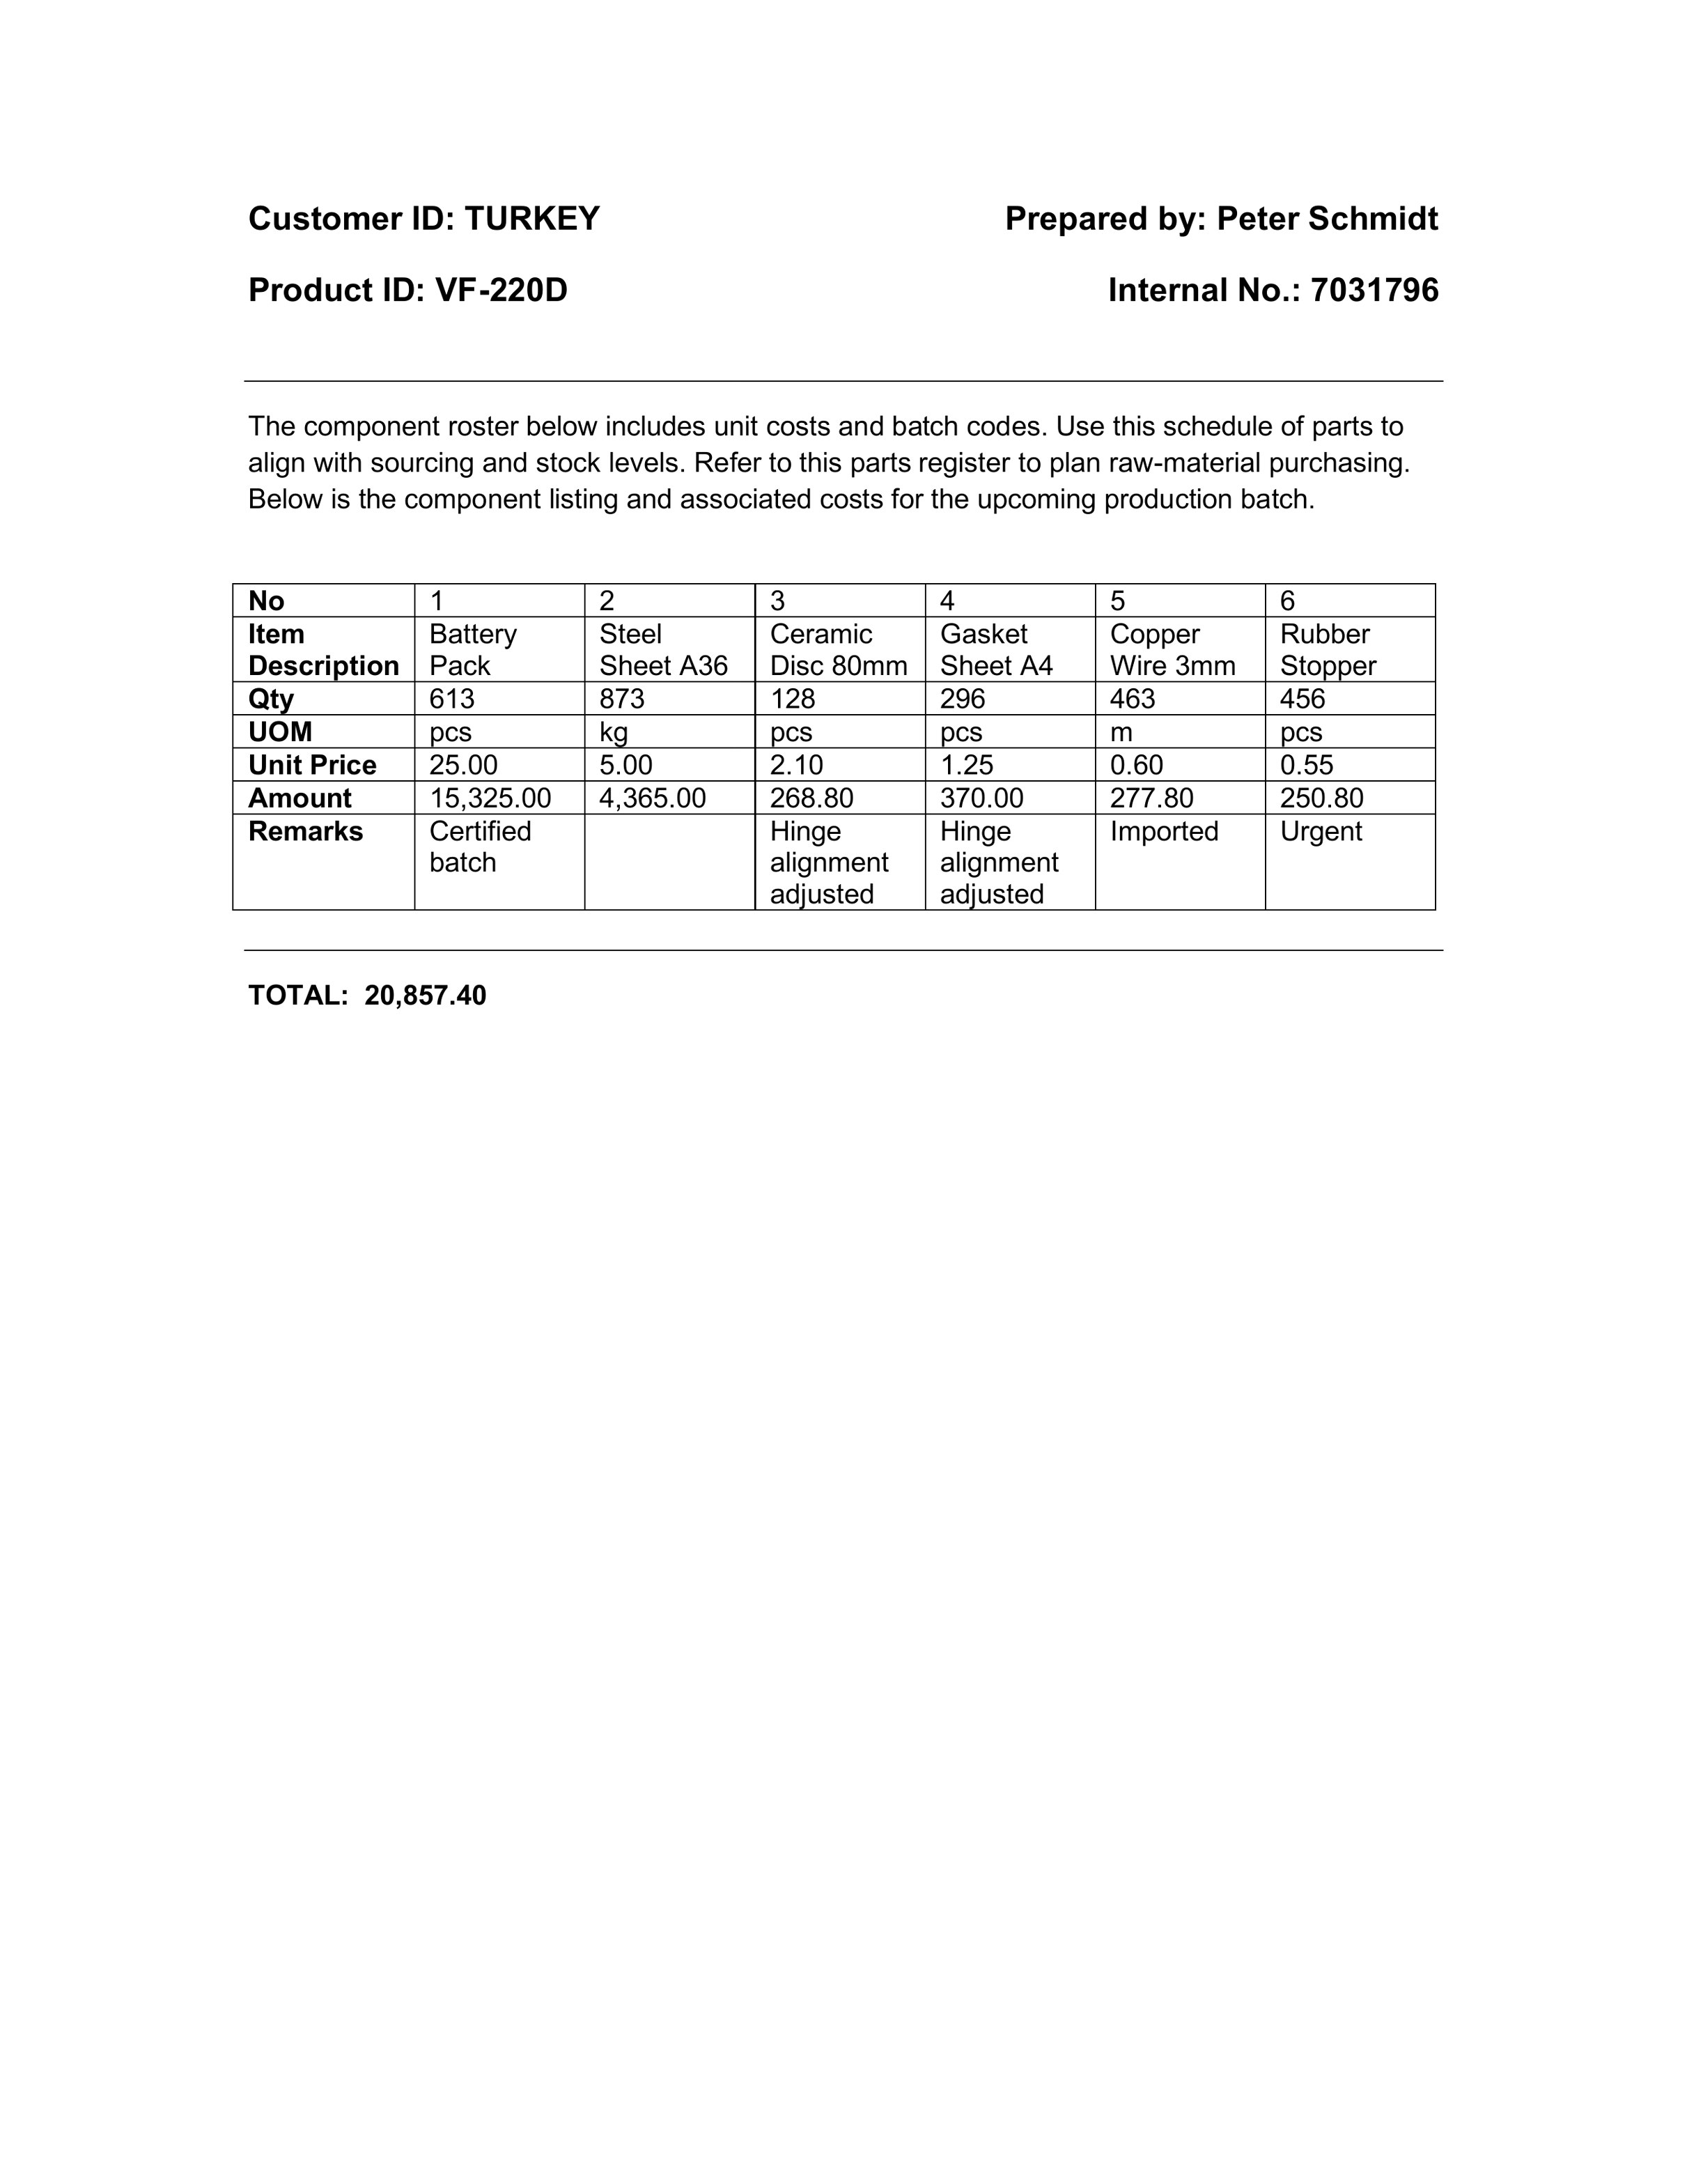 Customer ID: TURKEY Prepared by: Peter Schmidt
Product ID: VF-220D Internal No.: 7031796
The component roster below includes unit costs and batch codes. Use this schedule of parts to
align with sourcing and stock levels. Refer to this parts register to plan raw-material purchasing.
Below is the component listing and associated costs for the upcoming production batch.
No 1 2 3 4 5 6
Item Battery Steel Ceramic Gasket Copper Rubber
Description Pack Sheet A36 Disc 80mm Sheet A4 Wire 3mm Stopper
Qty 613 873 128 296 463 456
UOM pcs kg pcs pcs m pcs
Unit Price 25.00 5.00 2.10 1.25 0.60 0.55
Amount 15,325.00 4,365.00 268.80 370.00 277.80 250.80
Remarks Certified Hinge Hinge Imported Urgent
batch alignment alignment
adjusted adjusted
TOTAL: 20,857.40